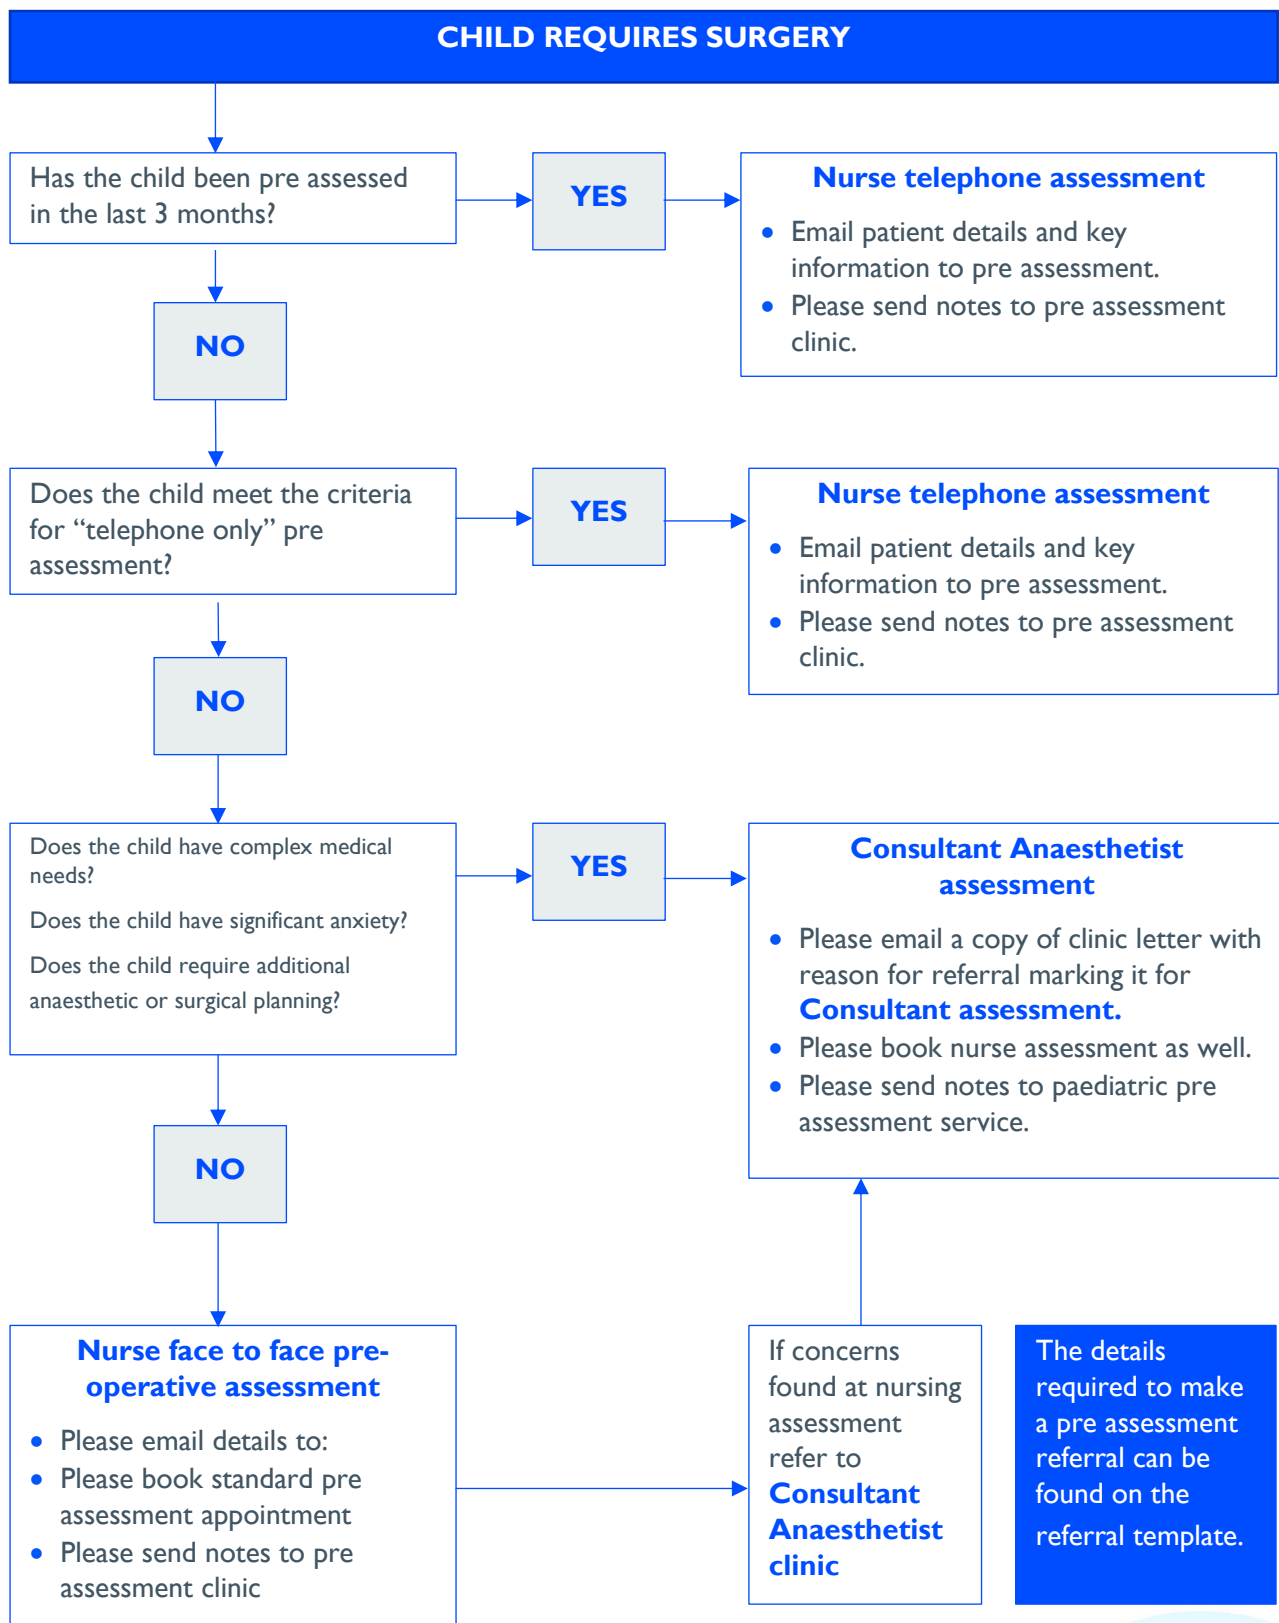 CHILD REQUIRES SURGERY
Has the child been pre assessed
in the last 3 months?
YES
Nurse telephone assessment
• Email patient details and key
information to pre assessment.
• Please send notes to pre assessment
clinic.
NO
Does the child meet the criteria
for “telephone only” pre
assessment?
YES
Nurse telephone assessment
• Email patient details and key
information to pre assessment.
• Please send notes to pre assessment
clinic.
NO
Does the child have complex medical
needs?
Does the child have significant anxiety?
Does the child require additional
anaesthetic or surgical planning?
YES
Consultant Anaesthetist
assessment
• Please email a copy of clinic letter with
reason for referral marking it for
Consultant assessment.
• Please book nurse assessment as well.
• Please send notes to paediatric pre
assessment service.
NO
Nurse face to face pre-
operative assessment
• Please email details to:
• Please book standard pre
assessment appointment
• Please send notes to pre
assessment clinic
If concerns
found at nursing
assessment
refer to
Consultant
Anaesthetist
clinic
The details
required to make
a pre assessment
referral can be
found on the
referral template.